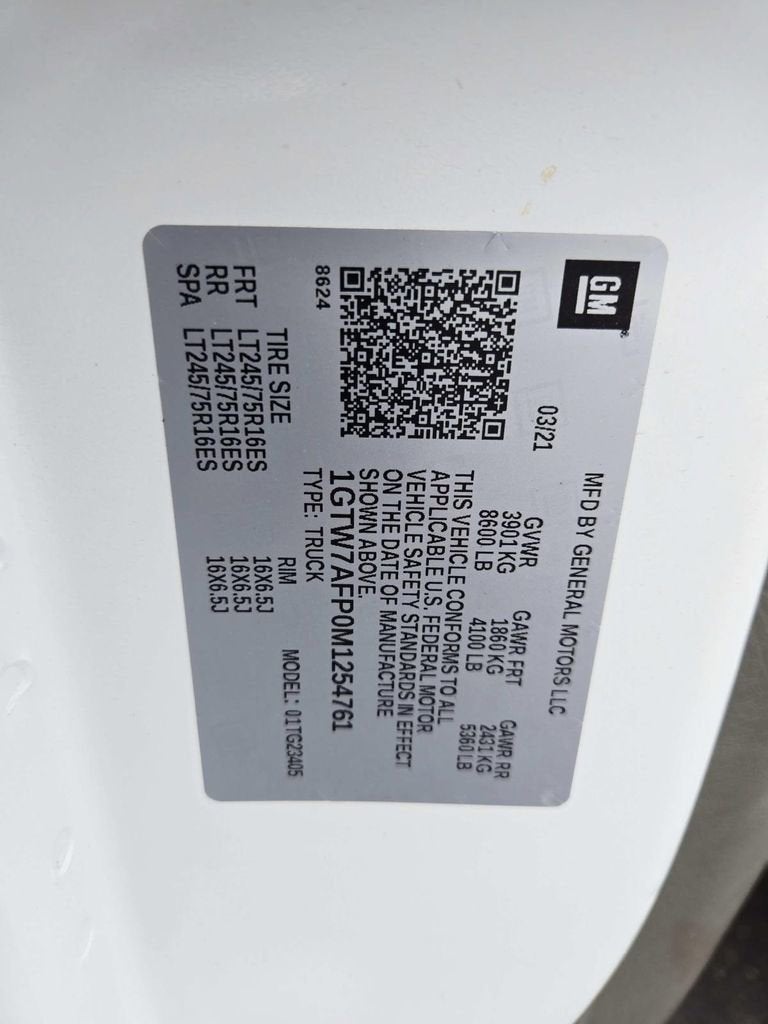 GM
MFD BY GENERAL MOTORS LLC
03/21
GVWR GAWR FRT GAWR RR
3901 KG 1860 KG 2431 KG
8600 LB 4100 LB 5360 LB
THIS VEHICLE CONFORMS TO ALL
APPLICABLE U.S. FEDERAL MOTOR
VEHICLE SAFETY STANDARDS IN EFFECT
ON THE DATE OF MANUFACTURE
SHOWN ABOVE.
1GTW7AFP0M1254761
8624
TYPE: TRUCK
MODEL: 01TG23405
TIRE SIZE RIM
FRT LT245/75R16ES 16X6.5J
RR LT245/75R16ES 16X6.5J
SPA LT245/75R16ES 16X6.5J